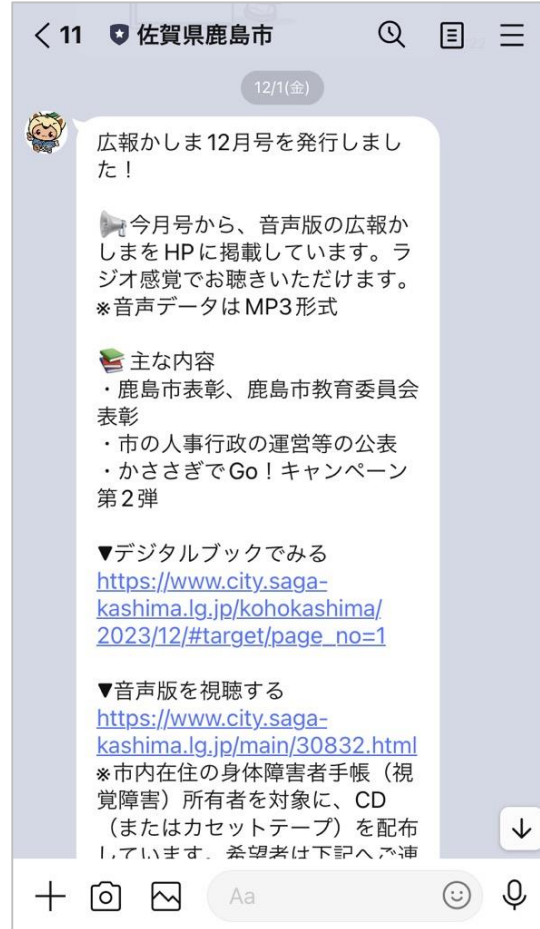 11 佐賀県鹿島市
12/1(金)
広報かしま12月号を発行しまし
た！
📢今月号から、音声版の広報か
しまをHPに掲載しています。ラ
ジオ感覚でお聴きいただけます。
※音声データはMP3形式
📚主な内容
・鹿島市表彰、鹿島市教育委員会
表彰
・市の人事行政の運営等の公表
・かささぎでGo！キャンペーン
第2弾
▼デジタルブックでみる
https://www.city.saga-
kashima.lg.jp/kohokashima/
2023/12/#target/page_no=1
▼音声版を視聴する
https://www.city.saga-
kashima.lg.jp/main/30832.html
※市内在住の身体障害者手帳（視
覚障害）所有者を対象に、CD
（またはカセットテープ）を配布
しています。希望者は下記へご連
Aa